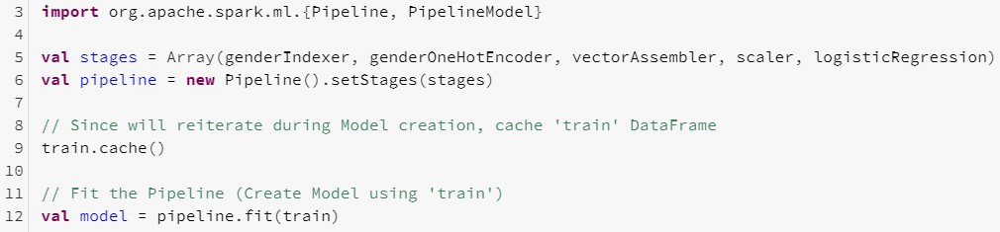 3 import org.apache.spark.ml.{Pipeline, PipelineModel}
4
5 val stages = Array(genderIndexer, genderOneHotEncoder, vectorAssembler, scaler, logisticRegression)
6 val pipeline = new Pipeline().setStages(stages)
7
8 // Since will reiterate during Model creation, cache 'train' DataFrame
9 train.cache()
10
11 // Fit the Pipeline (Create Model using 'train')
12 val model = pipeline.fit(train)